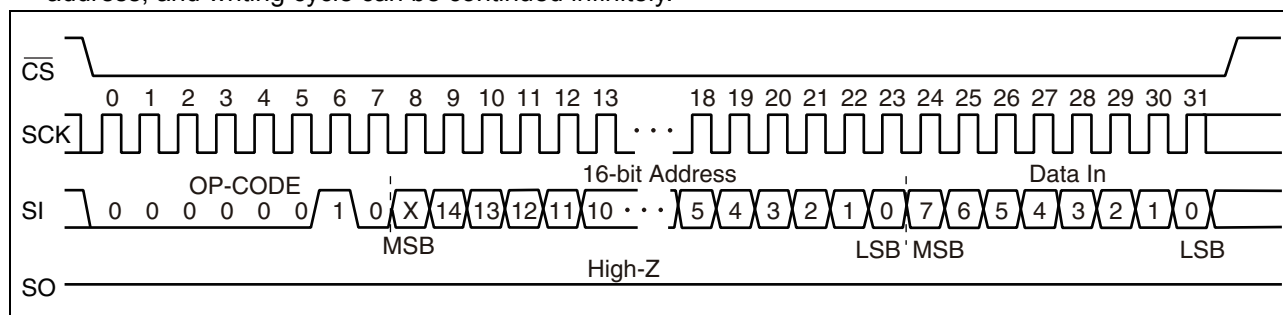 address, and writing cycle can be continued infinitely.
CS
0 1 2 3 4 5 6 7 8 9 10 11 12 13 18 19 20 21 22 23 24 25 26 27 28 29 30 31
SCK ···
OP-CODE 16-bit Address Data In
SI 0 0 0 0 0 0 1 0 X 14 13 12 11 10 ··· 5 4 3 2 1 0 7 6 5 4 3 2 1 0
MSB LSB MSB LSB
High-Z
SO